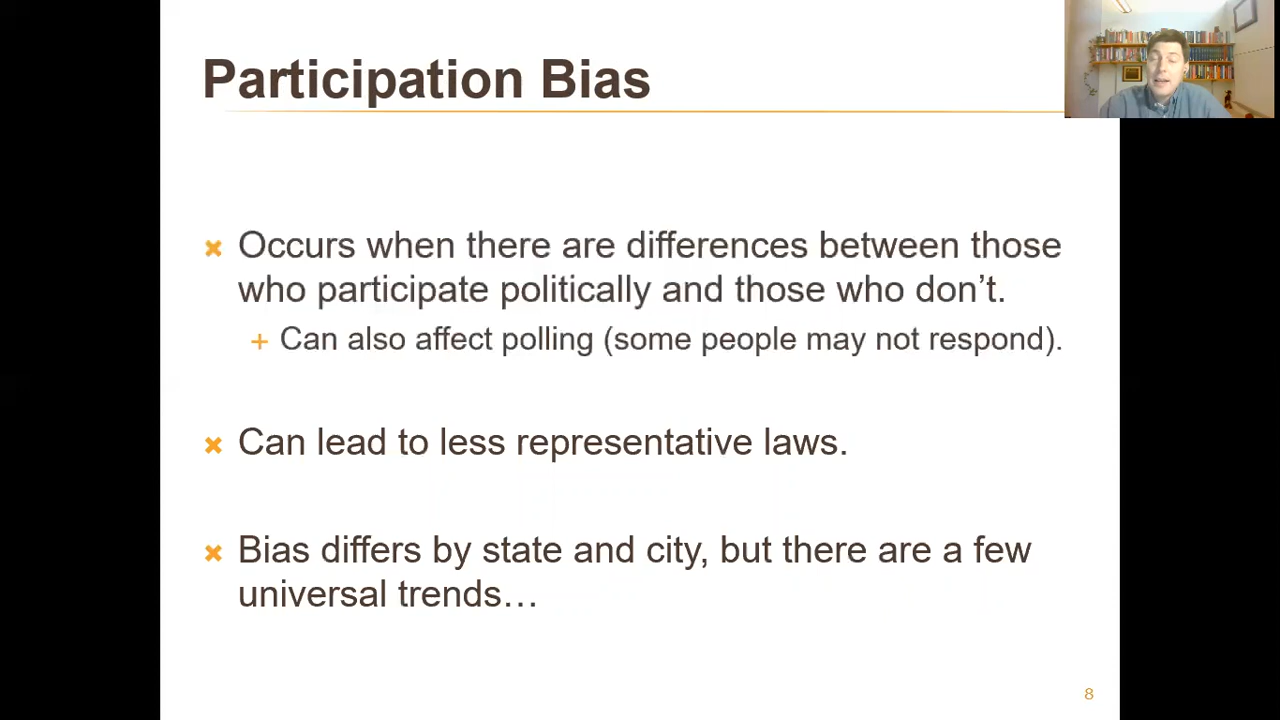 Participation Bias
Occurs when there are differences between those
who participate politically and those who don’t.
Can also affect polling (some people may not respond).
Can lead to less representative laws.
Bias differs by state and city, but there are a few
universal trends…
8